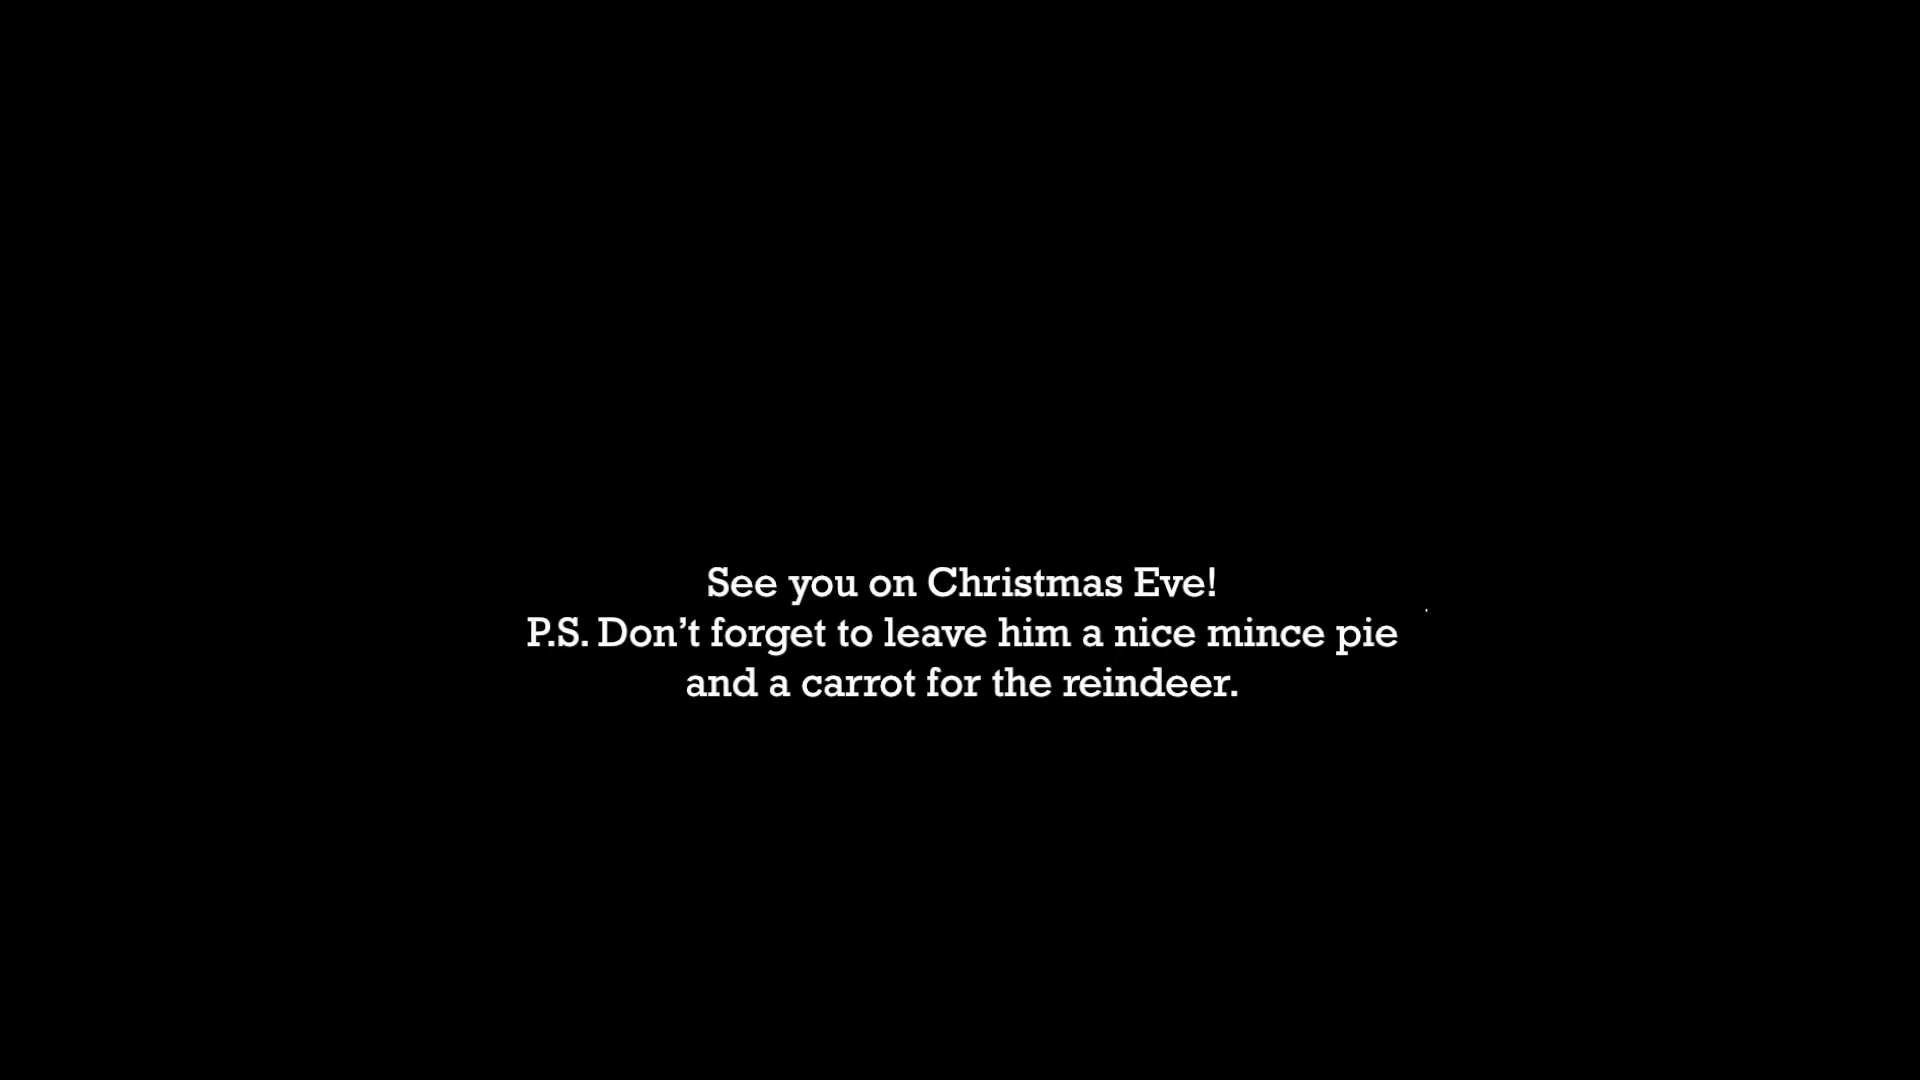 See you on Christmas Eve!
P.S. Don’t forget to leave him a nice mince pie
and a carrot for the reindeer.